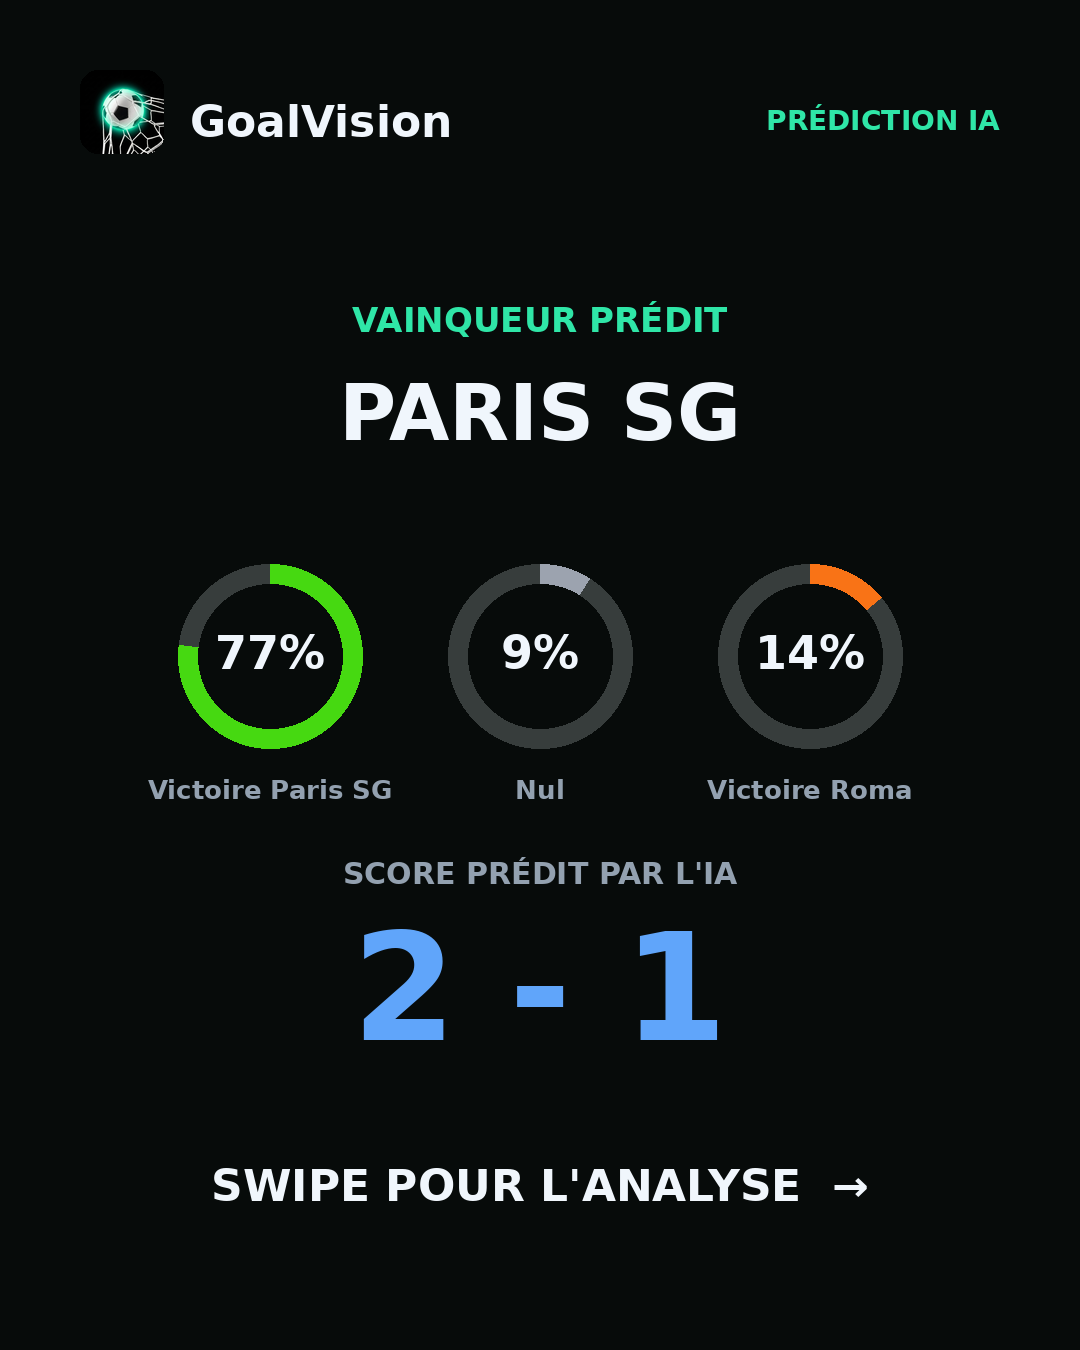 GoalVision
PRÉDICTION IA
VAINQUEUR PRÉDIT
PARIS SG
77%
9%
14%
Victoire Paris SG
Nul
Victoire Roma
SCORE PRÉDIT PAR L'IA
2 - 1
SWIPE POUR L'ANALYSE →